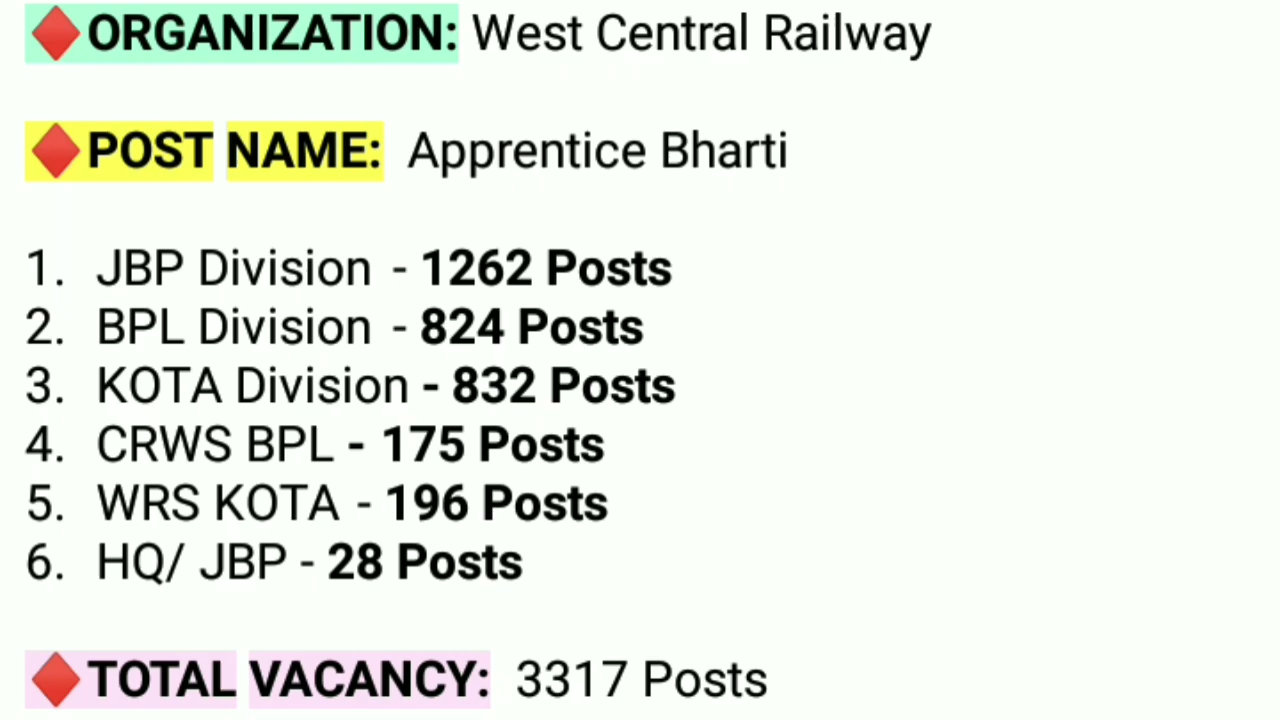 ♦️ORGANIZATION: West Central Railway
♦️POST NAME: Apprentice Bharti
1. JBP Division - 1262 Posts
2. BPL Division - 824 Posts
3. KOTA Division - 832 Posts
4. CRWS BPL - 175 Posts
5. WRS KOTA - 196 Posts
6. HQ/ JBP - 28 Posts
♦️TOTAL VACANCY: 3317 Posts